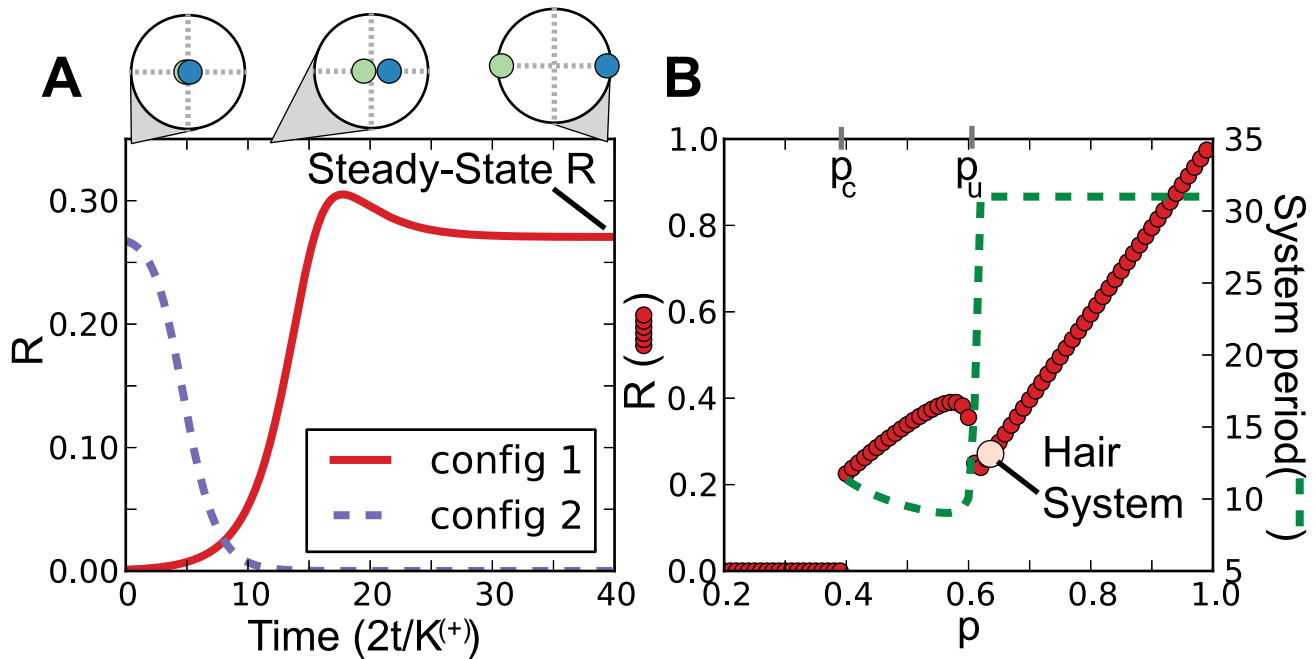 A
B
Steady-State R
0.30
0.20
0.10
0.00
R
config 1
config 2
0
10
20
30
40
Time (2t/K(+))
1.0
0.8
0.6
0.4
0.2
0.0
R ( )
pc
pu
Hair
System
0.2
0.4
0.6
0.8
1.0
p
35
30
25
20
15
10
5
System period( )